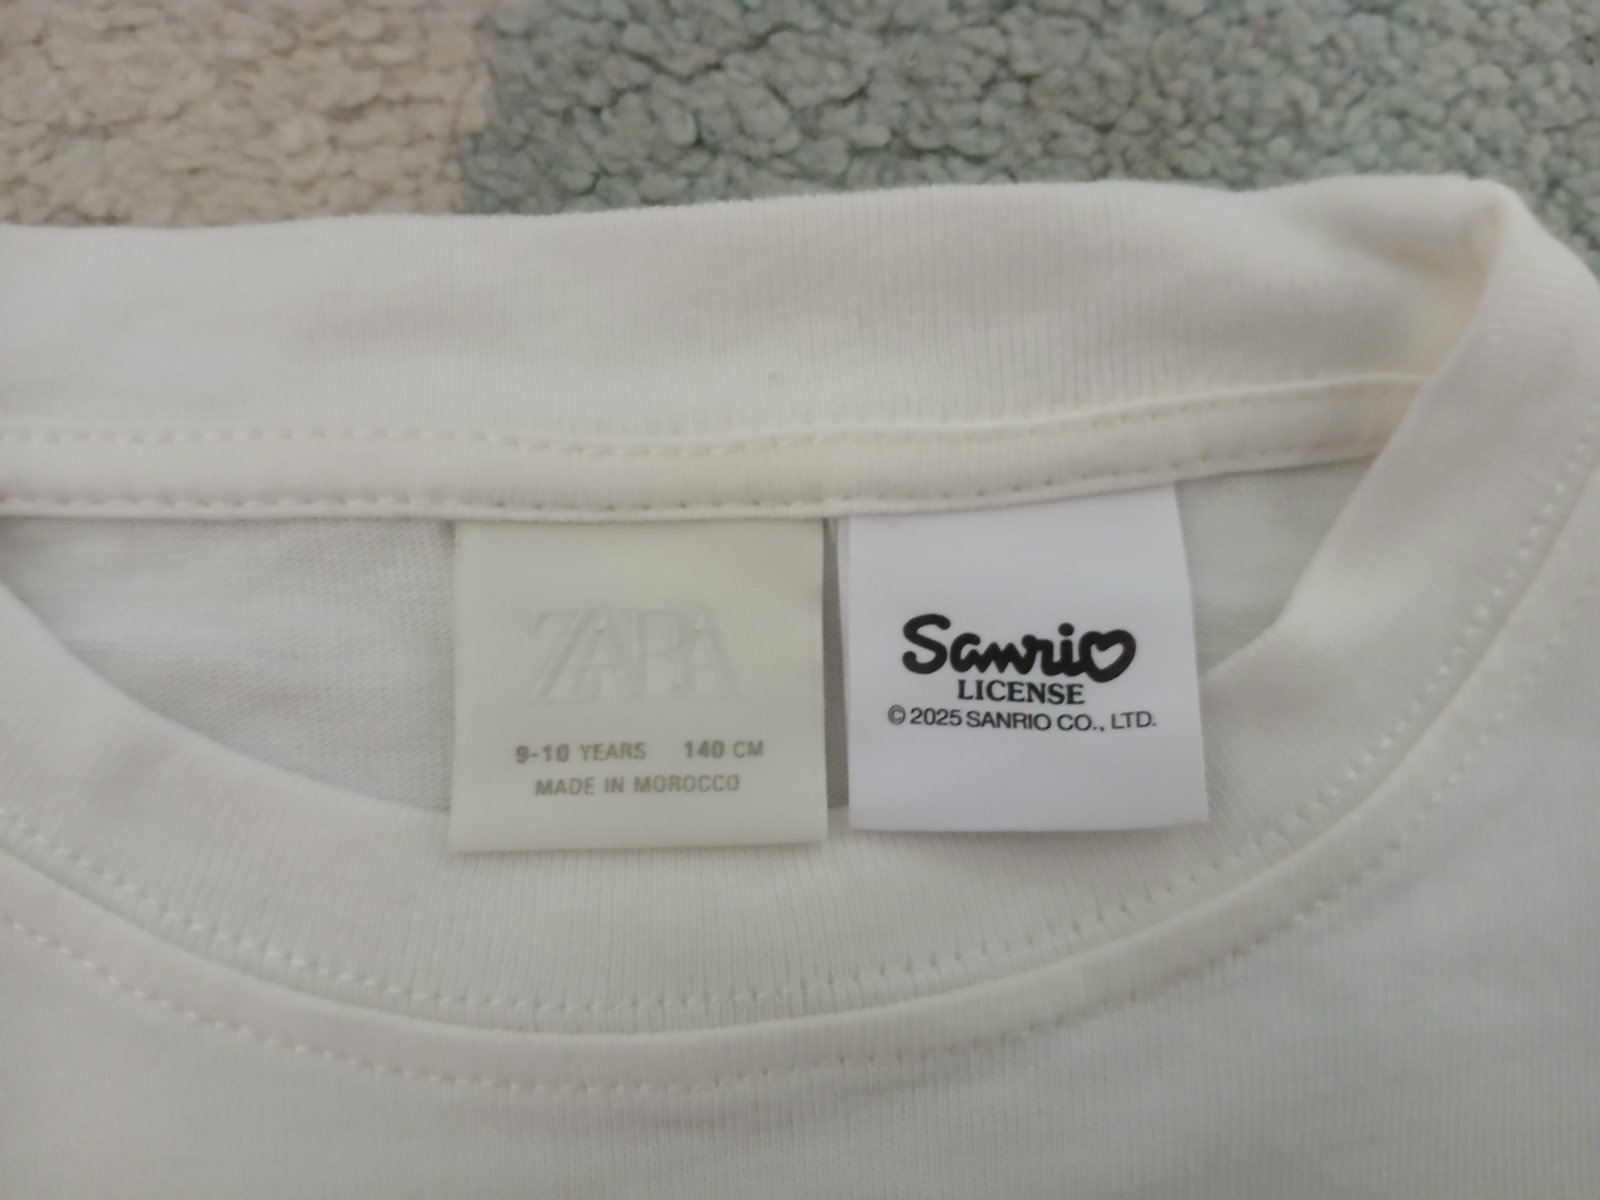 ZARA
9-10 YEARS 140 CM
MADE IN MOROCCO
Sanrio
LICENSE
© 2025 SANRIO CO., LTD.